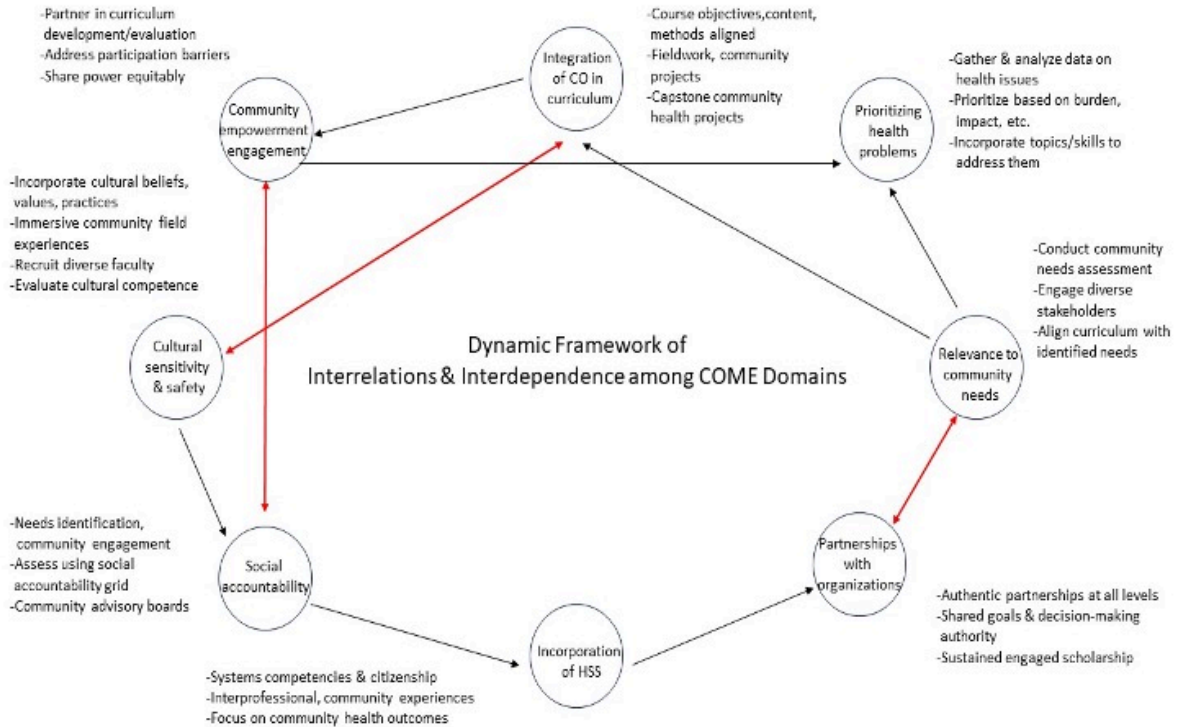 -Partner in curriculum
development/evaluation
-Address participation barriers
-Share power equitably
Community
empowerment
engagement
Integration
of CO in
curriculum
-Course objectives,content,
methods aligned
-Fieldwork, community
projects
-Capstone community
health projects
Prioritizing
health
problems
-Gather & analyze data on
health issues
-Prioritize based on burden,
impact, etc.
-Incorporate topics/skills to
address them
-Incorporate cultural beliefs,
values, practices
-Immersive community field
experiences
-Recruit diverse faculty
-Evaluate cultural competence
Cultural
sensitivity
& safety
Dynamic Framework of
Interrelations & Interdependence among COME Domains
Relevance to
community
needs
-Conduct community
needs assessment
-Engage diverse
stakeholders
-Align curriculum with
identified needs
-Needs identification,
community engagement
-Assess using social
accountability grid
-Community advisory boards
Social
accountability
Partnerships
with
organizations
-Authentic partnerships at all levels
-Shared goals & decision-making
authority
-Sustained engaged scholarship
Incorporation
of HSS
-Systems competencies & citizenship
-Interprofessional, community experiences
-Focus on community health outcomes